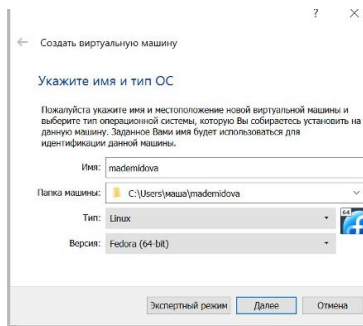 ?
Создать виртуальную машину
Укажите имя и тип ОС
Пожалуйста укажите имя и местоположение новой виртуальной машины и
выберите тип операционной системы, которую Вы собираетесь установить на
данную машину. Заданное Вами имя будет использоваться для
идентификации данной машины.
Имя: mademidova
Папка машины: C:\Users\маша\mademidova
Тип: Linux
64
Версия: Fedora (64-bit)
Экспертный режим Далее Отмена